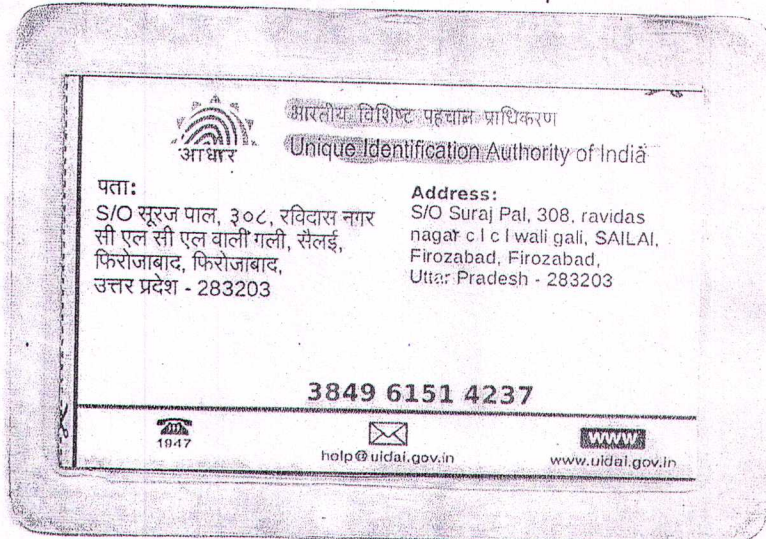 आधार
भारतीय विशिष्ट पहचान प्राधिकरण
Unique Identification Authority of India
पता:
S/O सूरज पाल, ३०८, रविदास नगर
सी एल सी एल वाली गली, सैलई,
फिरोजाबाद, फिरोजाबाद,
उत्तर प्रदेश - 283203
Address:
S/O Suraj Pal, 308, ravidas
nagar c l c l wali gali, SAILAI,
Firozabad, Firozabad,
Uttar Pradesh - 283203
3849 6151 4237
1947
help@uidai.gov.in
www
www.uidai.gov.in